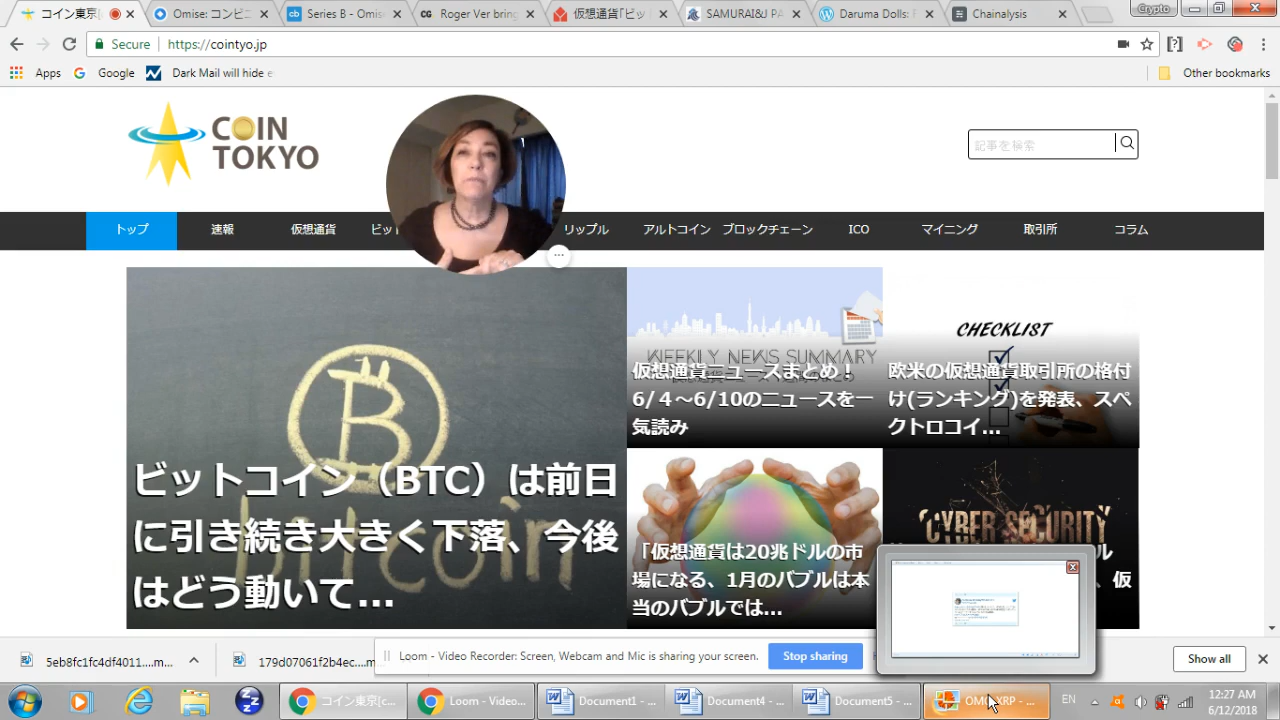 コイン東京[c
Omise: コンビニ
Series B - Omise
Roger Ver bring
仮想通貨「ビット
SAMURAI&J PA
Daruma Dolls: F
Chainalysis
Crypto
Secure
https://cointyo.jp
Apps
Google
Dark Mail will hide e
Other bookmarks
COIN
TOKYO
記事を検索
トップ
速報
仮想通貨
ビット
リップル
アルトコイン
ブロックチェーン
ICO
マイニング
取引所
コラム
bitcoin
ビットコイン（BTC）は前日
に引き続き大きく下落、今後
はどう動いて...
WEEKLY NEWS SUMMARY
仮想通貨ニュースまとめ！
6/４～6/10のニュースを一
気読み
CHECKLIST
欧米の仮想通貨取引所の格付
け(ランキング)を発表、スペ
クトロコイ...
「仮想通貨は20兆ドルの市
場になる、1月のバブルは本
当のバブルでは...
CYBER SECURITY
ル
、仮
5eb8fc1fc4df4011....m...
179d07061f2b4ec....m...
Loom - Video Recorder: Screen, Webcam and Mic is sharing your screen.
Stop sharing
Show all
コイン東京[c...
Loom - Video...
Document1 - ...
Document4 - ...
Document5 - ...
OMG XRP - ...
EN
12:27 AM
6/12/2018